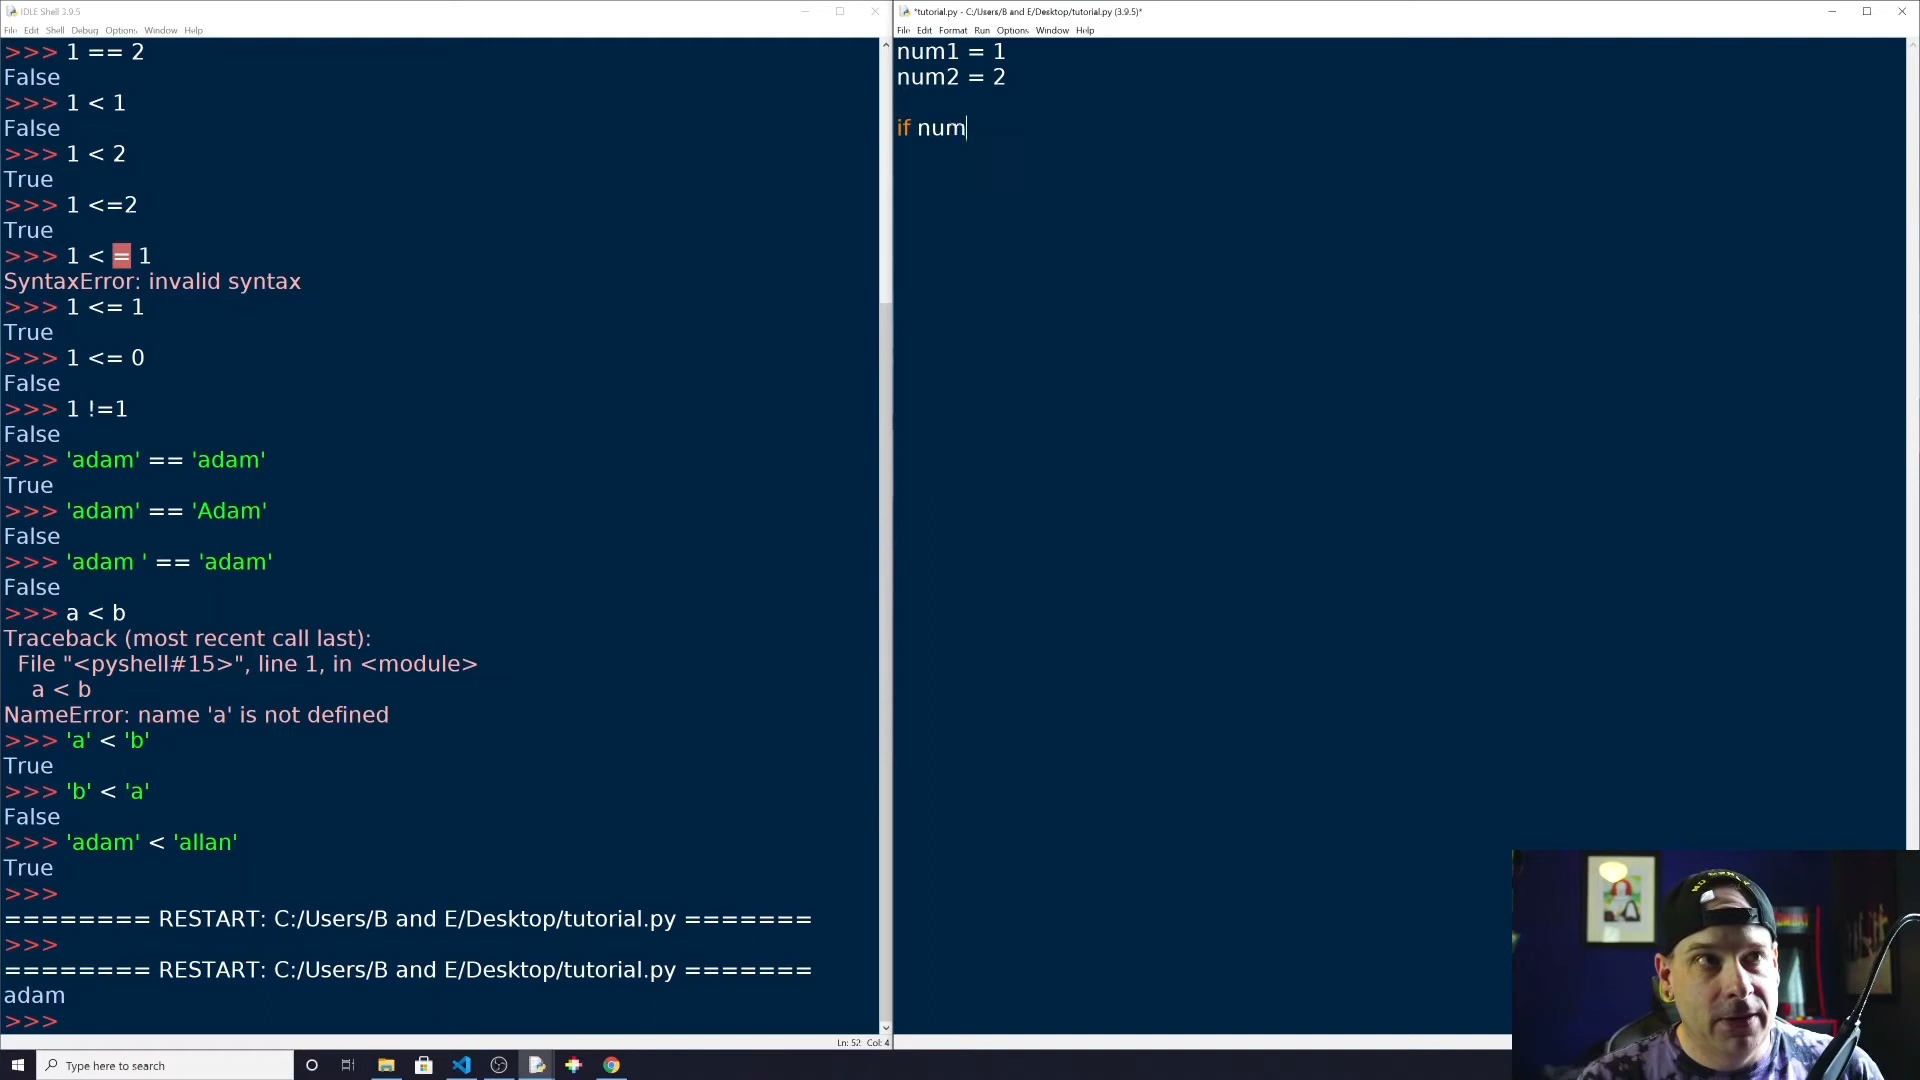 IDLE Shell 3.9.5
File Edit Shell Debug Options Window Help
>>> 1 == 2
False
>>> 1 < 1
False
>>> 1 < 2
True
>>> 1 <=2
True
>>> 1 < = 1
SyntaxError: invalid syntax
>>> 1 <= 1
True
>>> 1 <= 0
False
>>> 1 !=1
False
>>> 'adam' == 'adam'
True
>>> 'adam' == 'Adam'
False
>>> 'adam ' == 'adam'
False
>>> a < b
Traceback (most recent call last):
File "<pyshell#15>", line 1, in <module>
a < b
NameError: name 'a' is not defined
>>> 'a' < 'b'
True
>>> 'b' < 'a'
False
>>> 'adam' < 'allan'
True
>>>
======== RESTART: C:/Users/B and E/Desktop/tutorial.py =======
>>>
======== RESTART: C:/Users/B and E/Desktop/tutorial.py =======
adam
>>>
Ln: 52 Col: 4
*tutorial.py - C:/Users/B and E/Desktop/tutorial.py (3.9.5)*
File Edit Format Run Options Window Help
num1 = 1
num2 = 2
if num
Type here to search